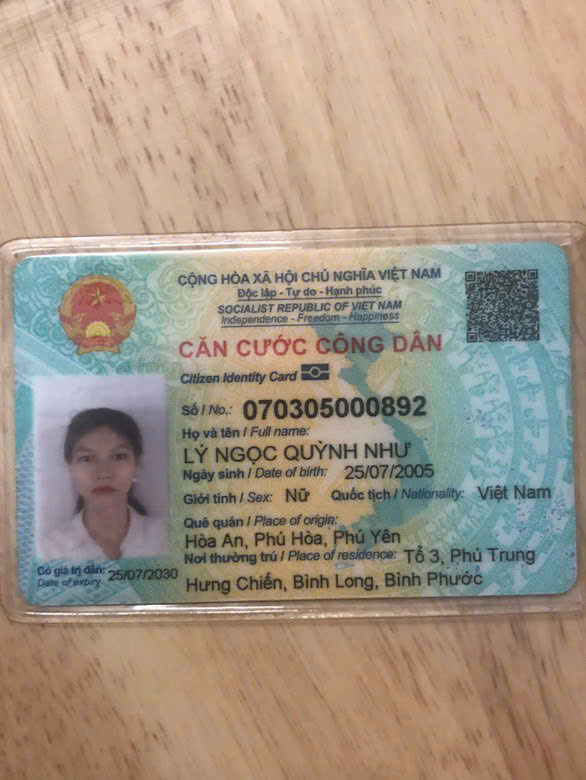 CỘNG HÒA XÃ HỘI CHỦ NGHĨA VIỆT NAM
Độc lập - Tự do - Hạnh phúc
SOCIALIST REPUBLIC OF VIET NAM
Independence - Freedom - Happiness
CĂN CƯỚC CÔNG DÂN
Citizen Identity Card
Số / No.: 070305000892
Họ và tên / Full name:
LÝ NGỌC QUỲNH NHƯ
Ngày sinh / Date of birth: 25/07/2005
Giới tính / Sex: Nữ Quốc tịch / Nationality: Việt Nam
Quê quán / Place of origin:
Hòa An, Phú Hòa, Phú Yên
Nơi thường trú / Place of residence: Tổ 3, Phú Trung
Hưng Chiến, Bình Long, Bình Phước
Có giá trị đến: 25/07/2030
Date of expiry